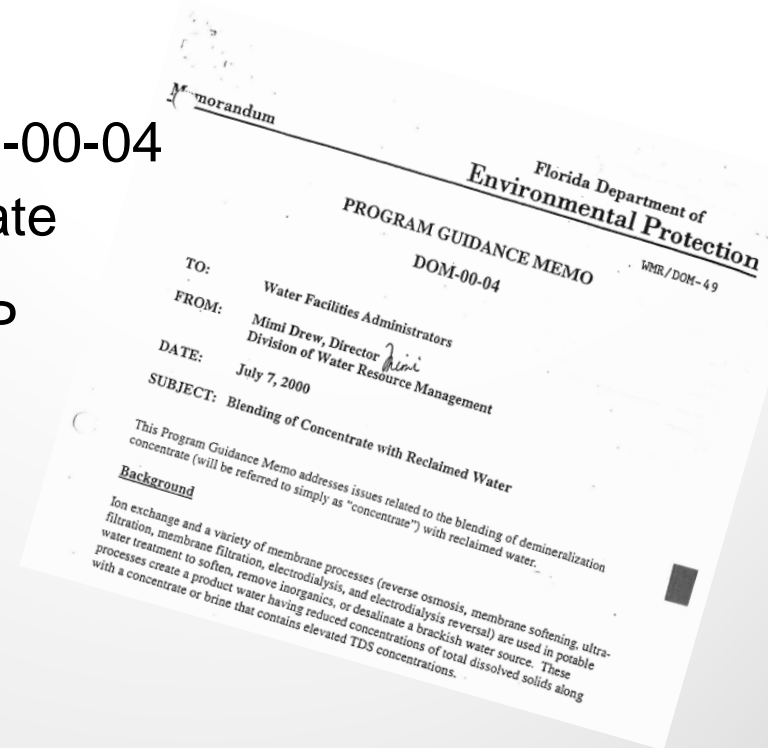 -00-04
ate
P
Memorandum
Florida Department of
Environmental Protection
WMR/DOM-49
PROGRAM GUIDANCE MEMO
DOM-00-04
TO: Water Facilities Administrators
FROM: Mimi Drew, Director Mimi
Division of Water Resource Management
DATE: July 7, 2000
SUBJECT: Blending of Concentrate with Reclaimed Water
This Program Guidance Memo addresses issues related to the blending of demineralization
concentrate (will be referred to simply as "concentrate") with reclaimed water.
Background
Ion exchange and a variety of membrane processes (reverse osmosis, membrane softening, ultra-
filtration, membrane filtration, electrodialysis, and electrodialysis reversal) are used in potable
water treatment to soften, remove inorganics, or desalinate a brackish water source. These
processes create a product water having reduced concentrations of total dissolved solids along
with a concentrate or brine that contains elevated TDS concentrations.